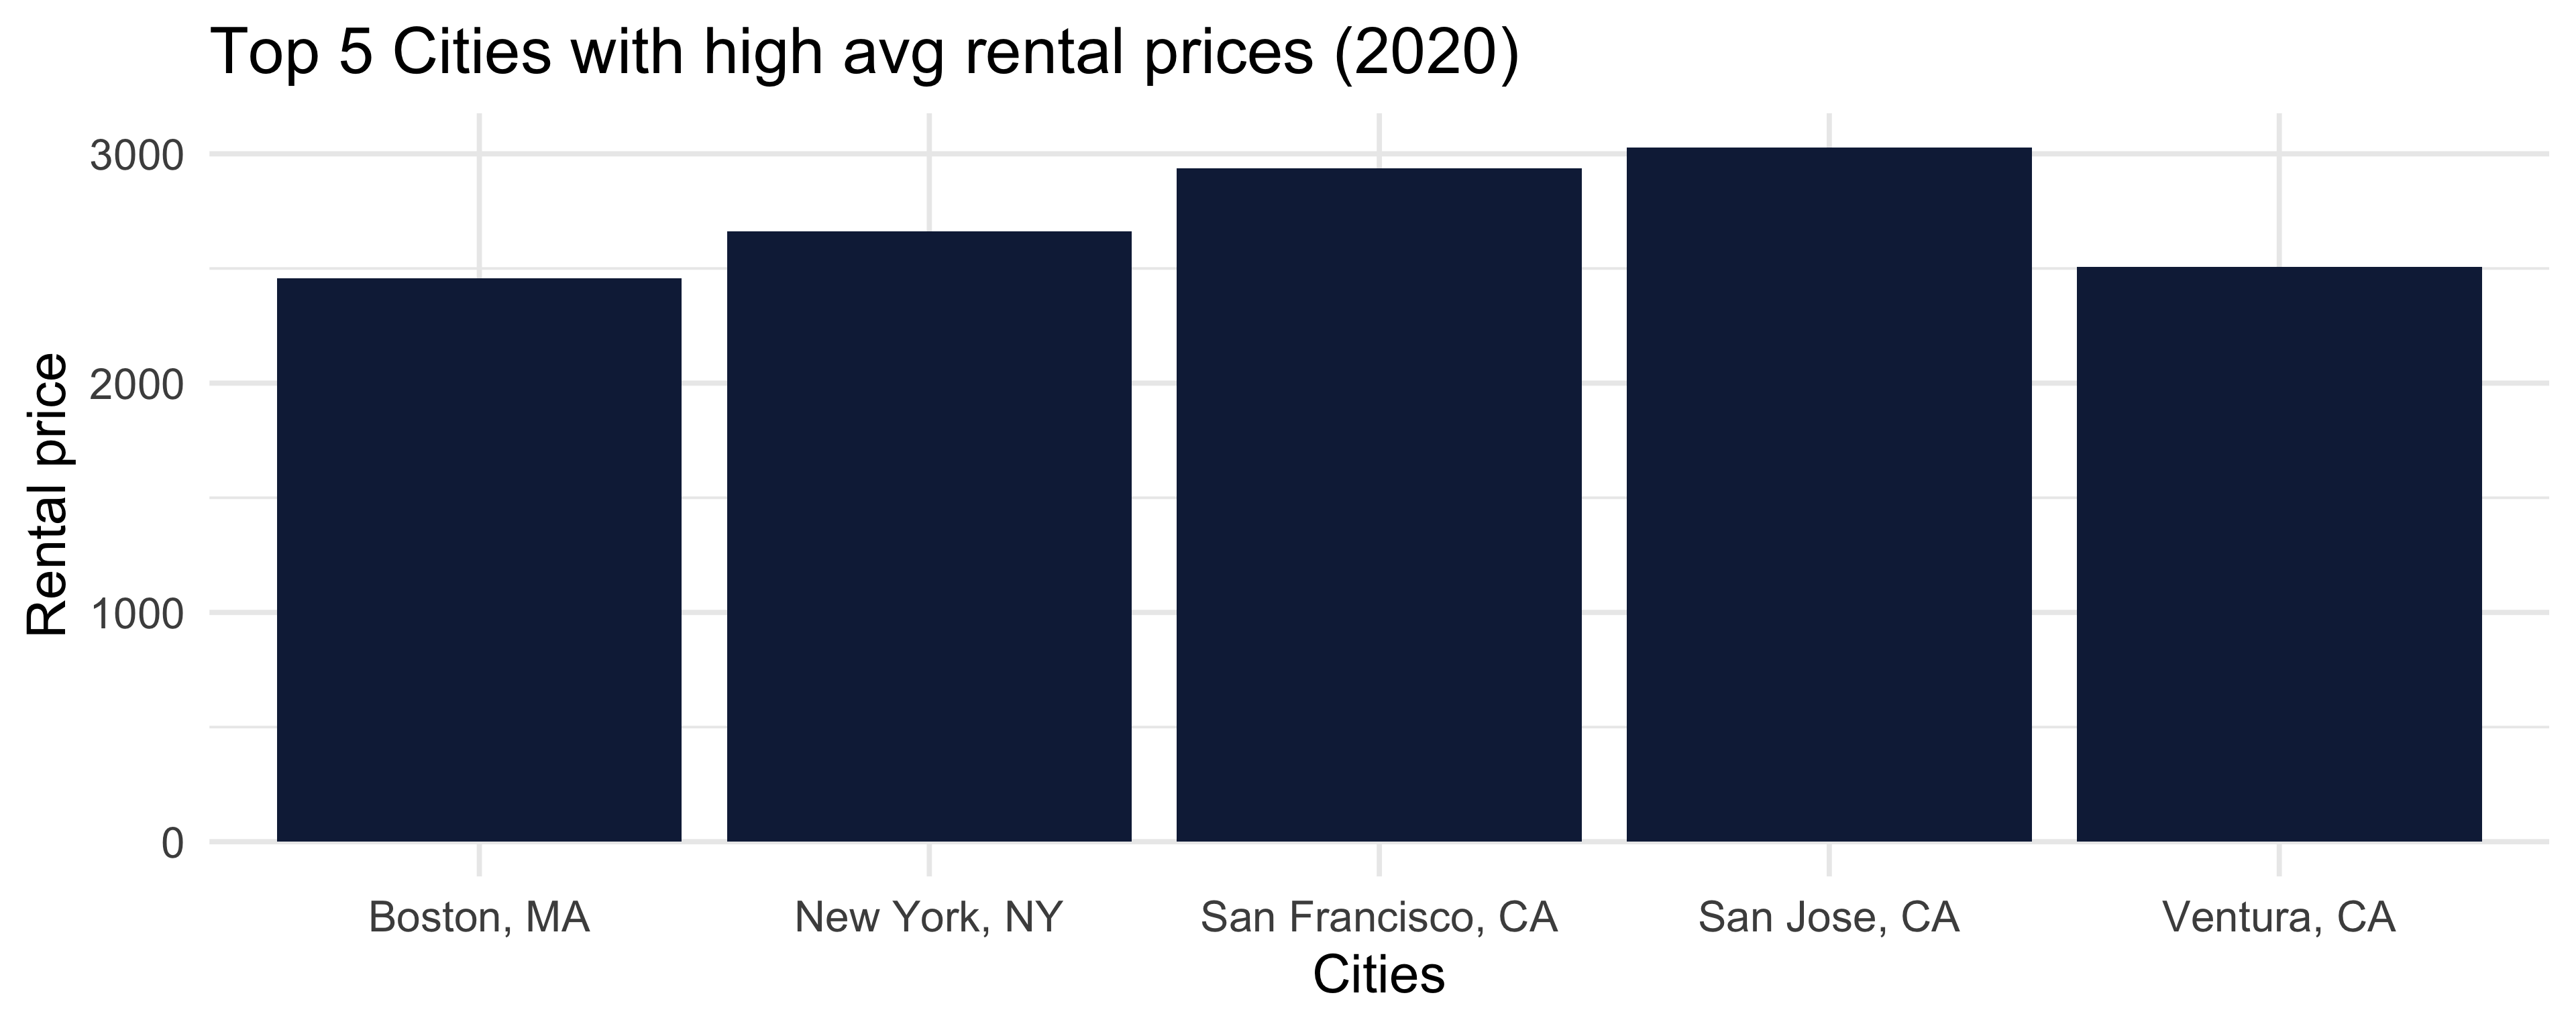 Top 5 Cities with high avg rental prices (2020)
Rental price
3000
2000
1000
0
Boston, MA
New York, NY
San Francisco, CA
San Jose, CA
Ventura, CA
Cities